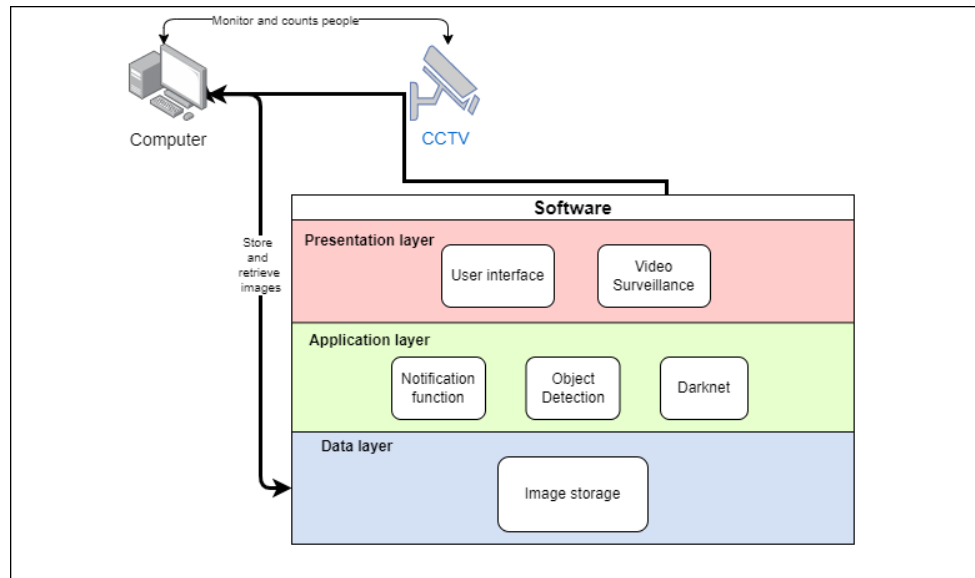 Monitor and counts people
Computer
CCTV
Store
and
retrieve
images
Software
Presentation layer
User interface
Video
Surveillance
Application layer
Notification
function
Object
Detection
Darknet
Data layer
Image storage